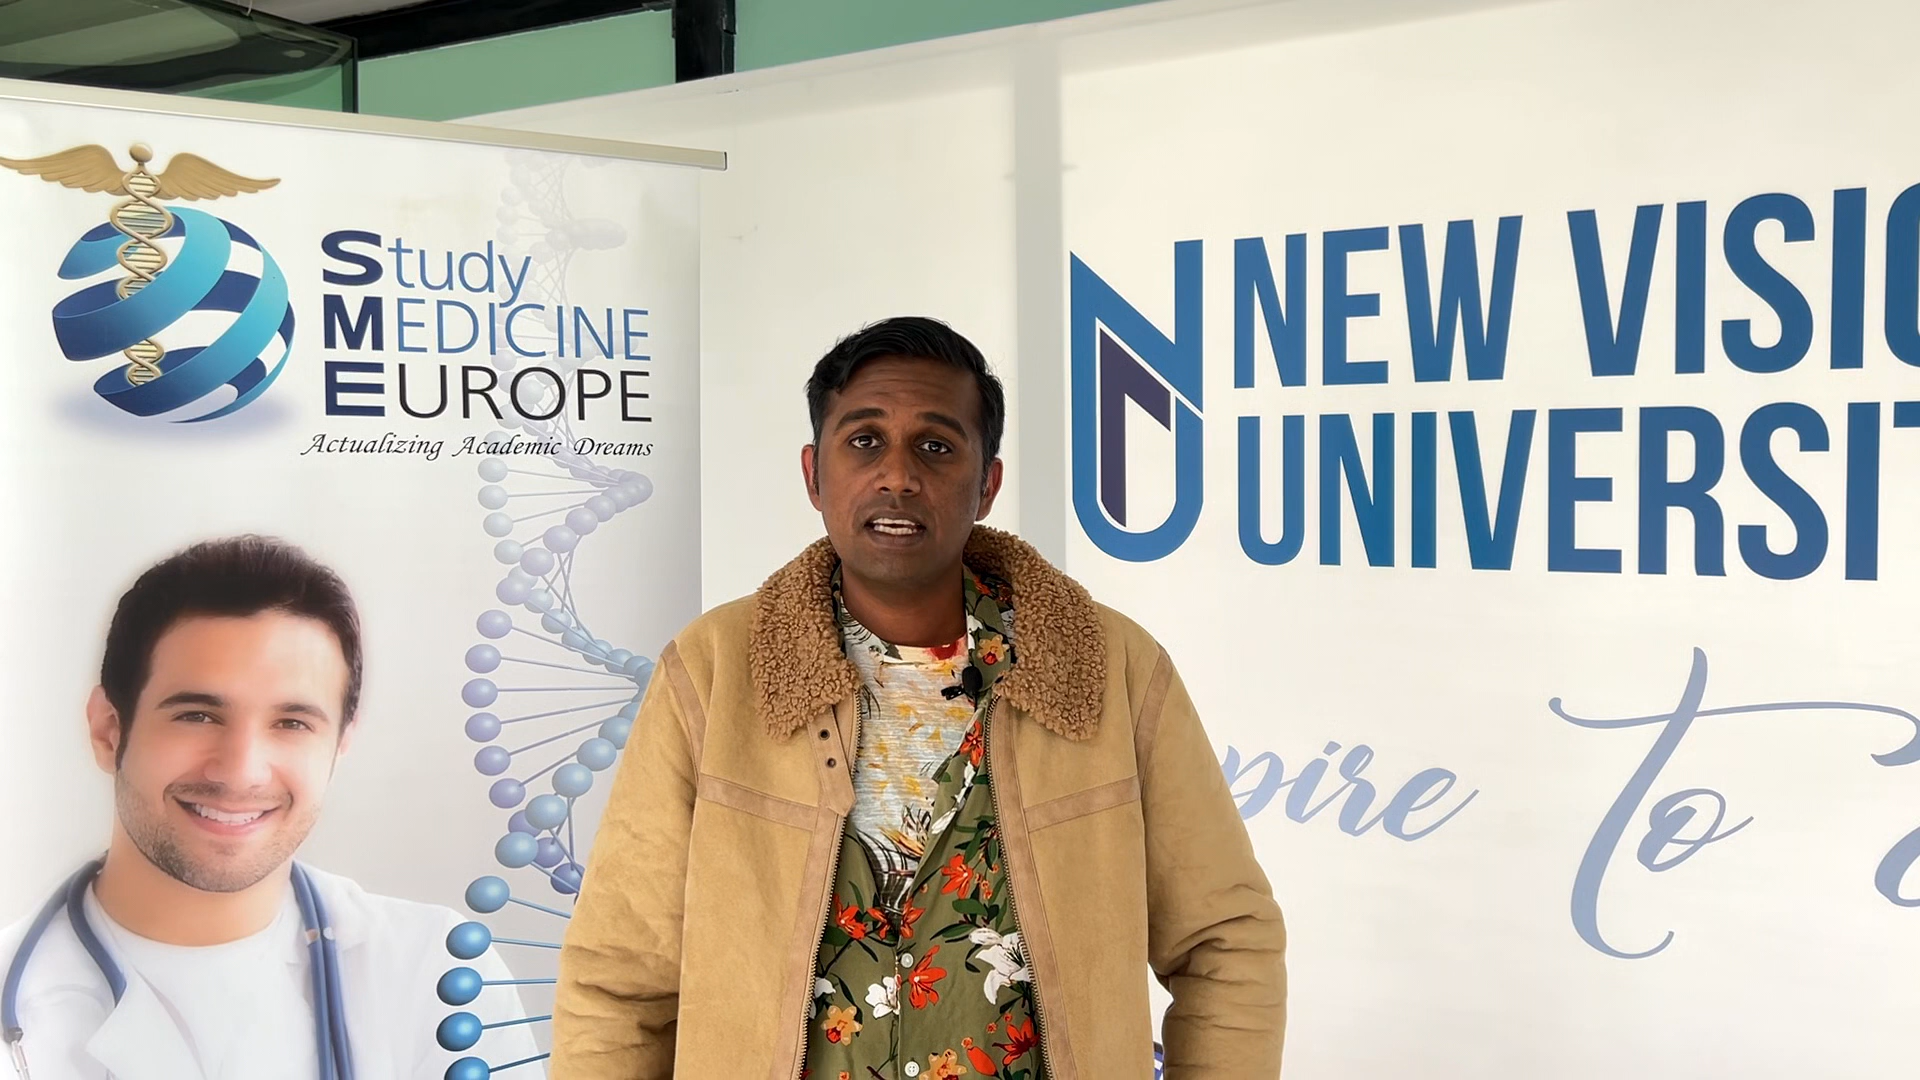 Study
MEDICINE
EUROPE
Actualizing Academic Dreams
NEW VISIO
UNIVERSIT
pire to